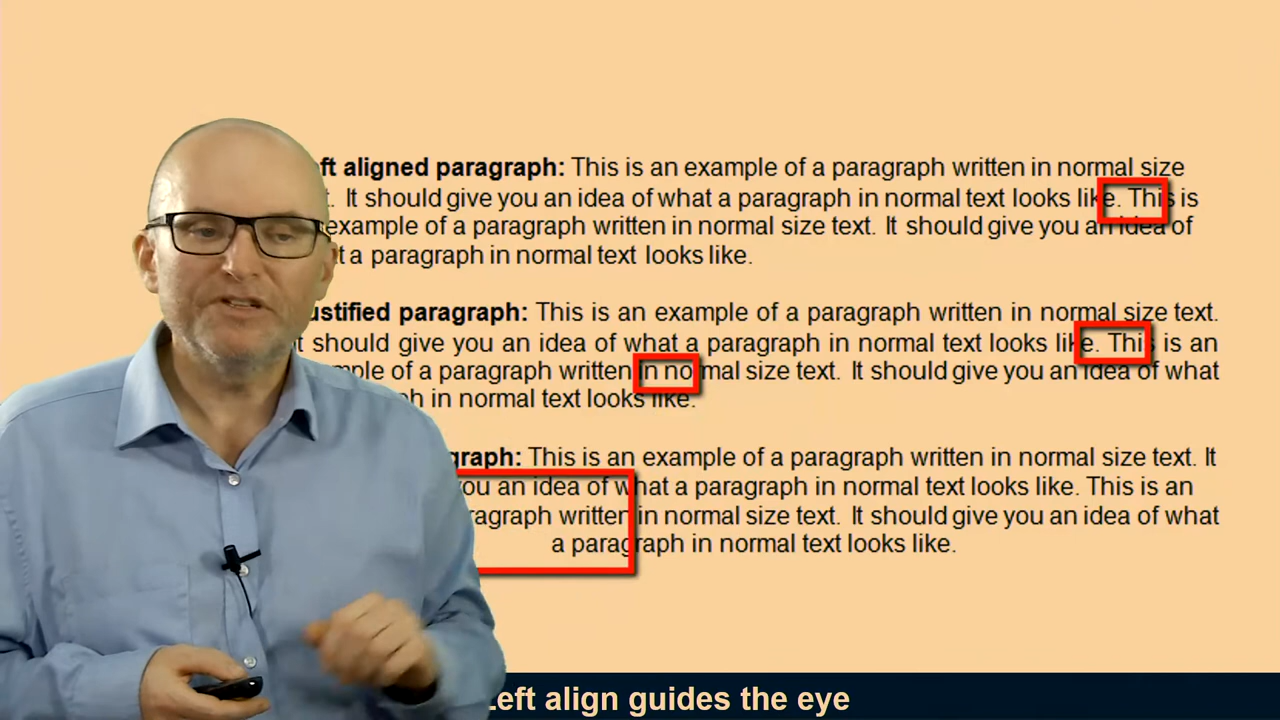 ft aligned paragraph: This is an example of a paragraph written in normal size
t. It should give you an idea of what a paragraph in normal text looks like. This is
example of a paragraph written in normal size text. It should give you an idea of
t a paragraph in normal text looks like.
ustified paragraph: This is an example of a paragraph written in normal size text.
t should give you an idea of what a paragraph in normal text looks like. This is an
mple of a paragraph written in normal size text. It should give you an idea of what
ph in normal text looks like.
graph: This is an example of a paragraph written in normal size text. It
you an idea of what a paragraph in normal text looks like. This is an
ragraph written in normal size text. It should give you an idea of what
a paragraph in normal text looks like.
Left align guides the eye